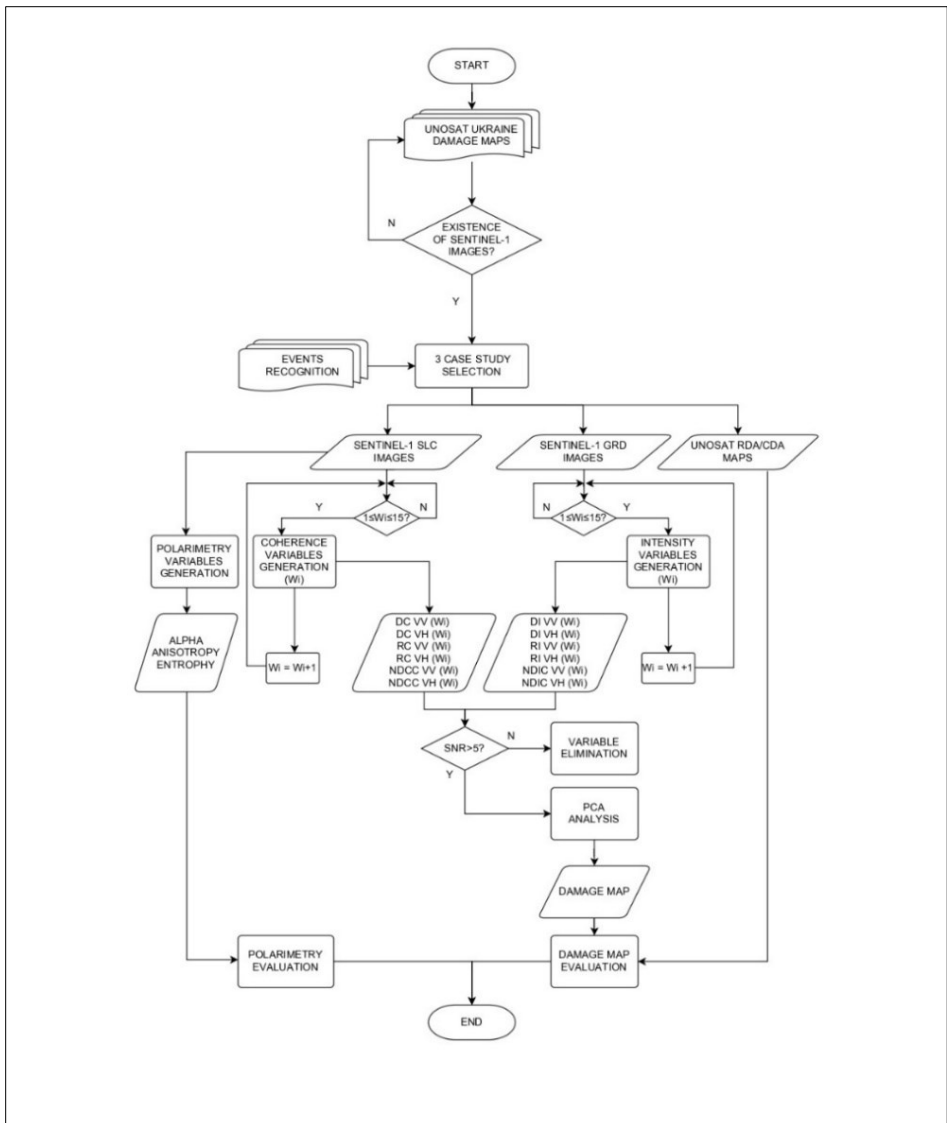 START
UNOSAT UKRAINE
DAMAGE MAPS
N
EXISTENCE
OF SENTINEL-1
IMAGES?
Y
EVENTS
RECOGNITION
3 CASE STUDY
SELECTION
SENTINEL-1 SLC
IMAGES
SENTINEL-1 GRD
IMAGES
UNOSAT RDA/CDA
MAPS
Y
1≤Wi≤15?
N
N
1≤Wi≤15?
Y
POLARIMETRY
VARIABLES
GENERATION
COHERENCE
VARIABLES
GENERATION
(Wi)
INTENSITY
VARIABLES
GENERATION
(Wi)
ALPHA
ANISOTROPY
ENTROPHY
Wi = Wi+1
DC VV (Wi)
DC VH (Wi)
RC VV (Wi)
RC VH (Wi)
NDCC VV (Wi)
NDCC VH (Wi)
DI VV (Wi)
DI VH (Wi)
RI VV (Wi)
RI VH (Wi)
NDIC VV (Wi)
NDIC VH (Wi)
Wi = Wi +1
SNR>5?
N
VARIABLE
ELIMINATION
Y
PCA
ANALYSIS
DAMAGE MAP
POLARIMETRY
EVALUATION
DAMAGE MAP
EVALUATION
END